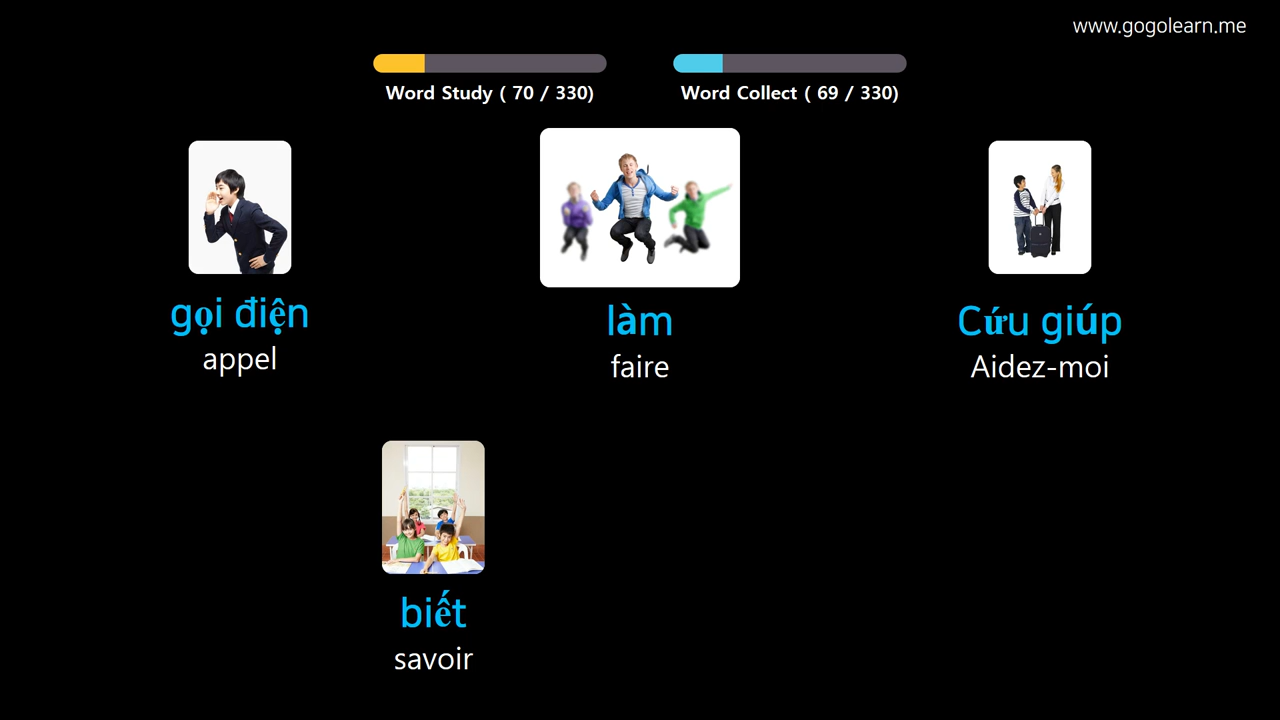 www.gogolearn.me
Word Study ( 70 / 330)
Word Collect ( 69 / 330)
gọi điện
appel
làm
faire
Cứu giúp
Aidez-moi
biết
savoir